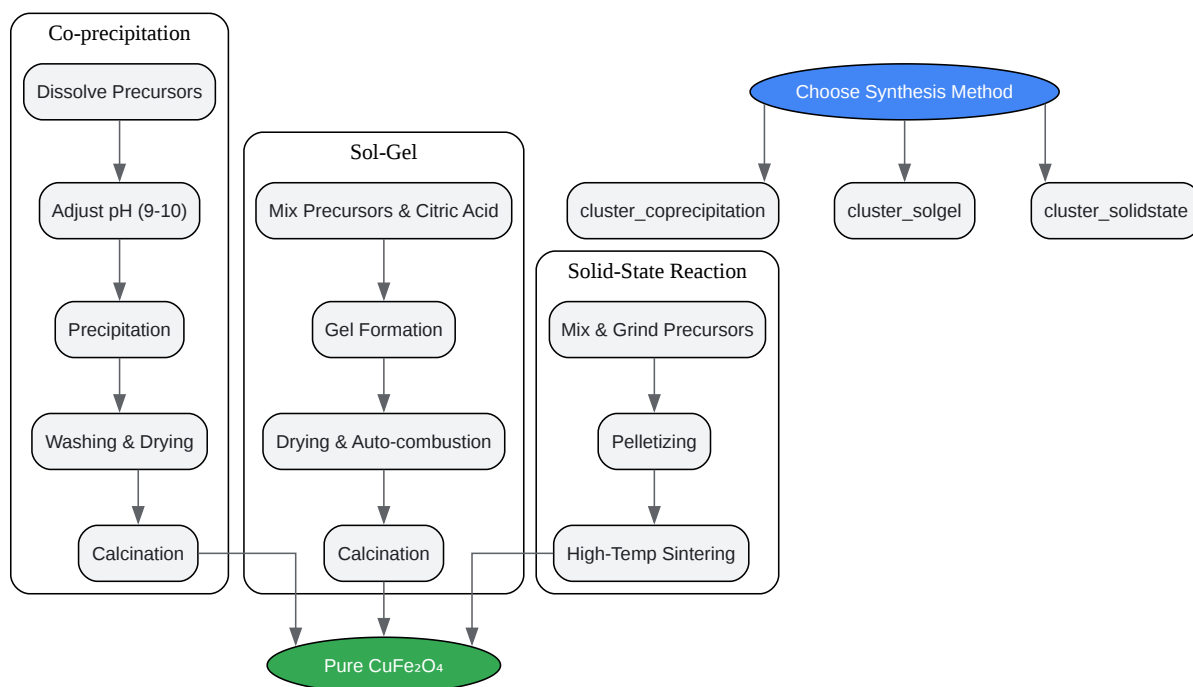 Co-precipitation
Dissolve Precursors
Adjust pH (9-10)
Precipitation
Washing & Drying
Calcination
Sol-Gel
Mix Precursors & Citric Acid
Gel Formation
Drying & Auto-combustion
Calcination
Choose Synthesis Method
cluster_coprecipitation
cluster_solgel
cluster_solidstate
Solid-State Reaction
Mix & Grind Precursors
Pelletizing
High-Temp Sintering
Pure CuFe₂O₄